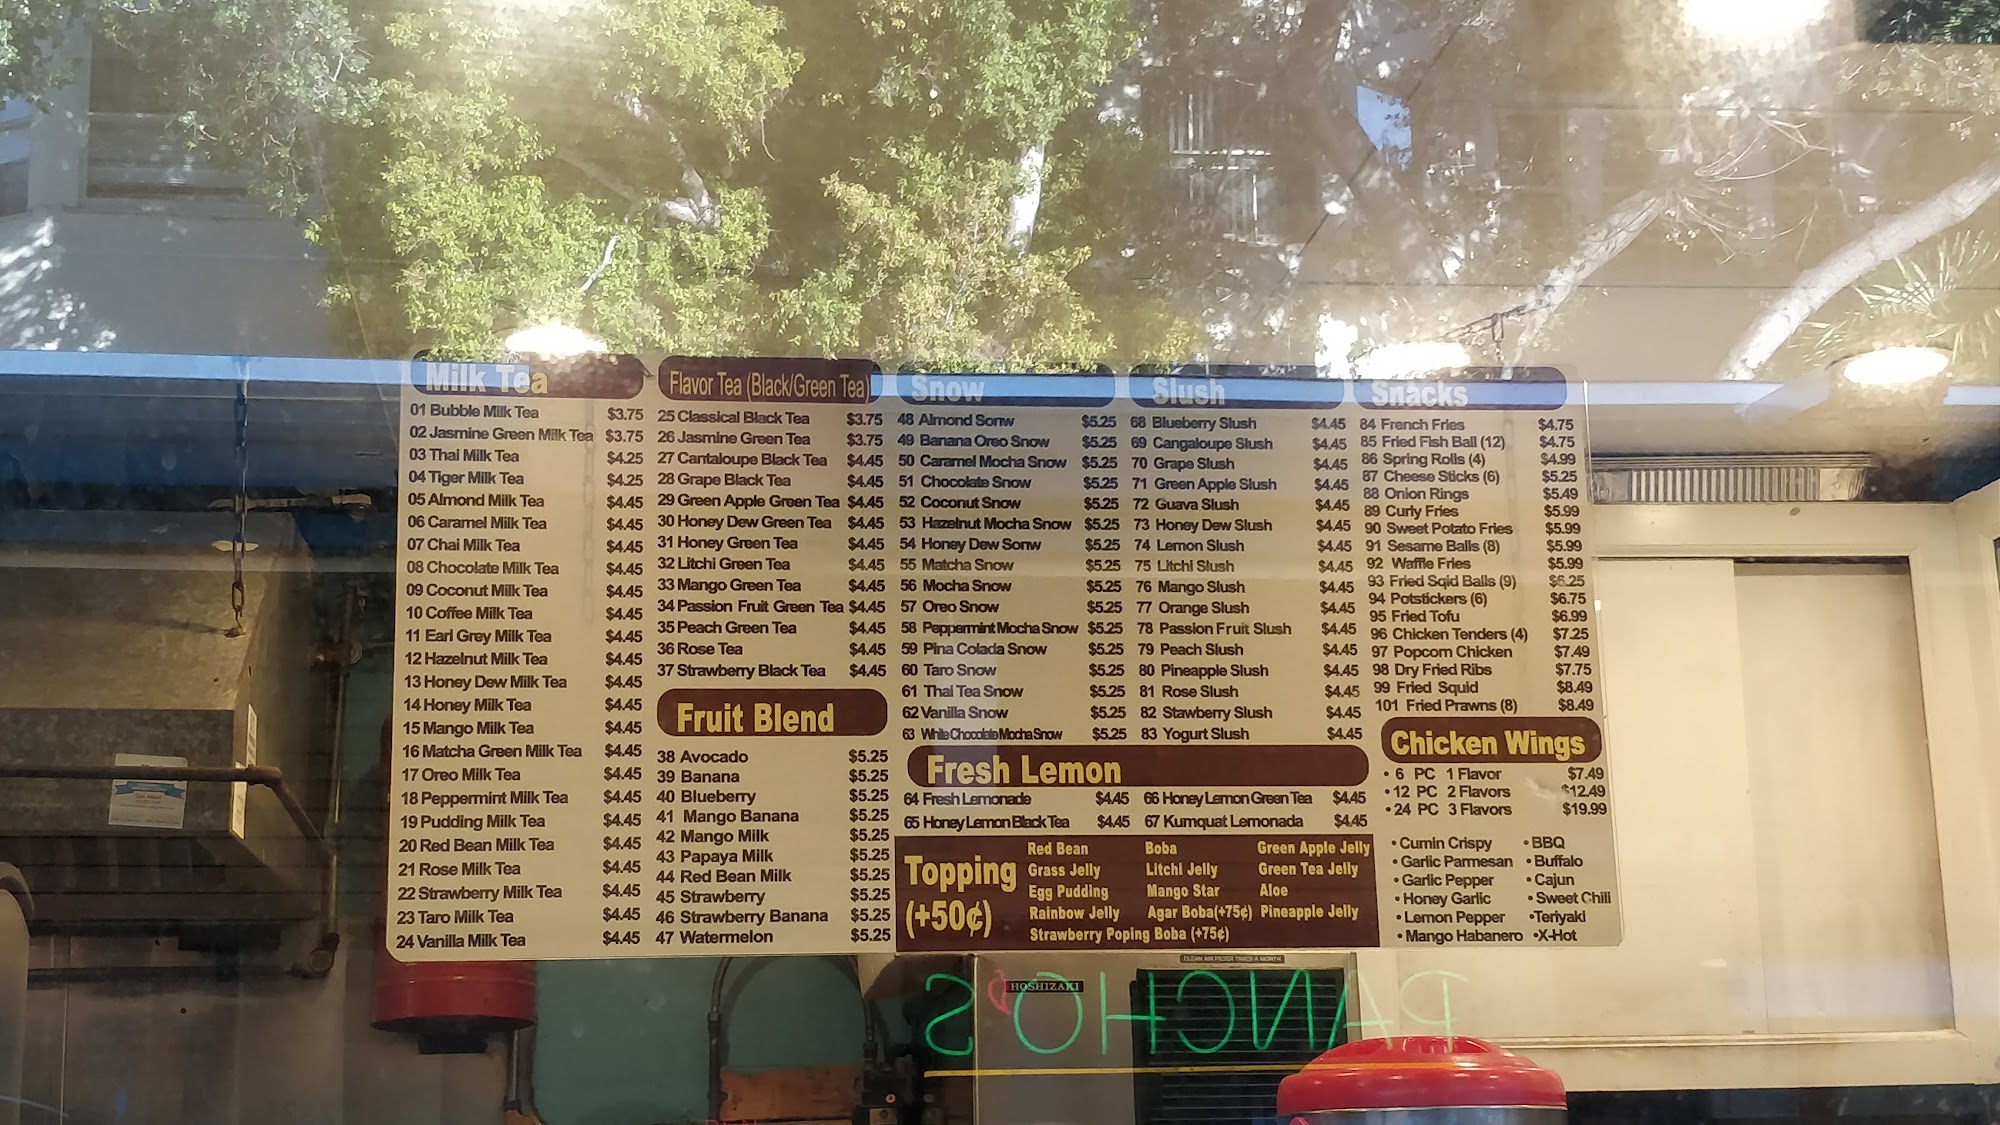 Milk Tea
01 Bubble Milk Tea $3.75
02 Jasmine Green Milk Tea $3.75
03 Thai Milk Tea $4.25
04 Tiger Milk Tea $4.25
05 Almond Milk Tea $4.45
06 Caramel Milk Tea $4.45
07 Chai Milk Tea $4.45
08 Chocolate Milk Tea $4.45
09 Coconut Milk Tea $4.45
10 Coffee Milk Tea $4.45
11 Earl Grey Milk Tea $4.45
12 Hazelnut Milk Tea $4.45
13 Honey Dew Milk Tea $4.45
14 Honey Milk Tea $4.45
15 Mango Milk Tea $4.45
16 Matcha Green Milk Tea $4.45
17 Oreo Milk Tea $4.45
18 Peppermint Milk Tea $4.45
19 Pudding Milk Tea $4.45
20 Red Bean Milk Tea $4.45
21 Rose Milk Tea $4.45
22 Strawberry Milk Tea $4.45
23 Taro Milk Tea $4.45
24 Vanilla Milk Tea $4.45
Flavor Tea (Black/Green Tea)
25 Classical Black Tea $3.75
26 Jasmine Green Tea $3.75
27 Cantaloupe Black Tea $4.45
28 Grape Black Tea $4.45
29 Green Apple Green Tea $4.45
30 Honey Dew Green Tea $4.45
31 Honey Green Tea $4.45
32 Litchi Green Tea $4.45
33 Mango Green Tea $4.45
34 Passion Fruit Green Tea $4.45
35 Peach Green Tea $4.45
36 Rose Tea $4.45
37 Strawberry Black Tea $4.45
Fruit Blend
38 Avocado $5.25
39 Banana $5.25
40 Blueberry $5.25
41 Mango Banana $5.25
42 Mango Milk $5.25
43 Papaya Milk $5.25
44 Red Bean Milk $5.25
45 Strawberry $5.25
46 Strawberry Banana $5.25
47 Watermelon $5.25
Snow
48 Almond Sonw $5.25
49 Banana Oreo Snow $5.25
50 Caramel Mocha Snow $5.25
51 Chocolate Snow $5.25
52 Coconut Snow $5.25
53 Hazelnut Mocha Snow $5.25
54 Honey Dew Sonw $5.25
55 Matcha Snow $5.25
56 Mocha Snow $5.25
57 Oreo Snow $5.25
58 Peppermint Mocha Snow $5.25
59 Pina Colada Snow $5.25
60 Taro Snow $5.25
61 Thai Tea Snow $5.25
62 Vanilla Snow $5.25
63 White Chocolate Mocha Snow $5.25
Slush
68 Blueberry Slush $4.45
69 Cangaloupe Slush $4.45
70 Grape Slush $4.45
71 Green Apple Slush $4.45
72 Guava Slush $4.45
73 Honey Dew Slush $4.45
74 Lemon Slush $4.45
75 Litchi Slush $4.45
76 Mango Slush $4.45
77 Orange Slush $4.45
78 Passion Fruit Slush $4.45
79 Peach Slush $4.45
80 Pineapple Slush $4.45
81 Rose Slush $4.45
82 Stawberry Slush $4.45
83 Yogurt Slush $4.45
Fresh Lemon
64 Fresh Lemonade $4.45 66 Honey Lemon Green Tea $4.45
65 Honey Lemon Black Tea $4.45 67 Kumquat Lemonada $4.45
Topping
(+50¢)
Red Bean Boba Green Apple Jelly
Grass Jelly Litchi Jelly Green Tea Jelly
Egg Pudding Mango Star Aloe
Rainbow Jelly Agar Boba(+75¢) Pineapple Jelly
Strawberry Poping Boba (+75¢)
Snacks
84 French Fries $4.75
85 Fried Fish Ball (12) $4.75
86 Spring Rolls (4) $4.99
87 Cheese Sticks (6) $5.25
88 Onion Rings $5.49
89 Curly Fries $5.99
90 Sweet Potato Fries $5.99
91 Sesame Balls (8) $5.99
92 Waffle Fries $5.99
93 Fried Sqid Balls (9) $6.25
94 Potstickers (6) $6.75
95 Fried Tofu $6.99
96 Chicken Tenders (4) $7.25
97 Popcorn Chicken $7.49
98 Dry Fried Ribs $7.75
99 Fried Squid $8.49
101 Fried Prawns (8) $8.49
Chicken Wings
• 6 PC 1 Flavor $7.49
• 12 PC 2 Flavors $12.49
• 24 PC 3 Flavors $19.99
• Cumin Crispy • BBQ
• Garlic Parmesan • Buffalo
• Garlic Pepper • Cajun
• Honey Garlic • Sweet Chili
• Lemon Pepper •Teriyaki
• Mango Habanero •X-Hot
CLEAN AIR FILTER TWICE A MONTH
HOSHIZAKI
PANCHO'S